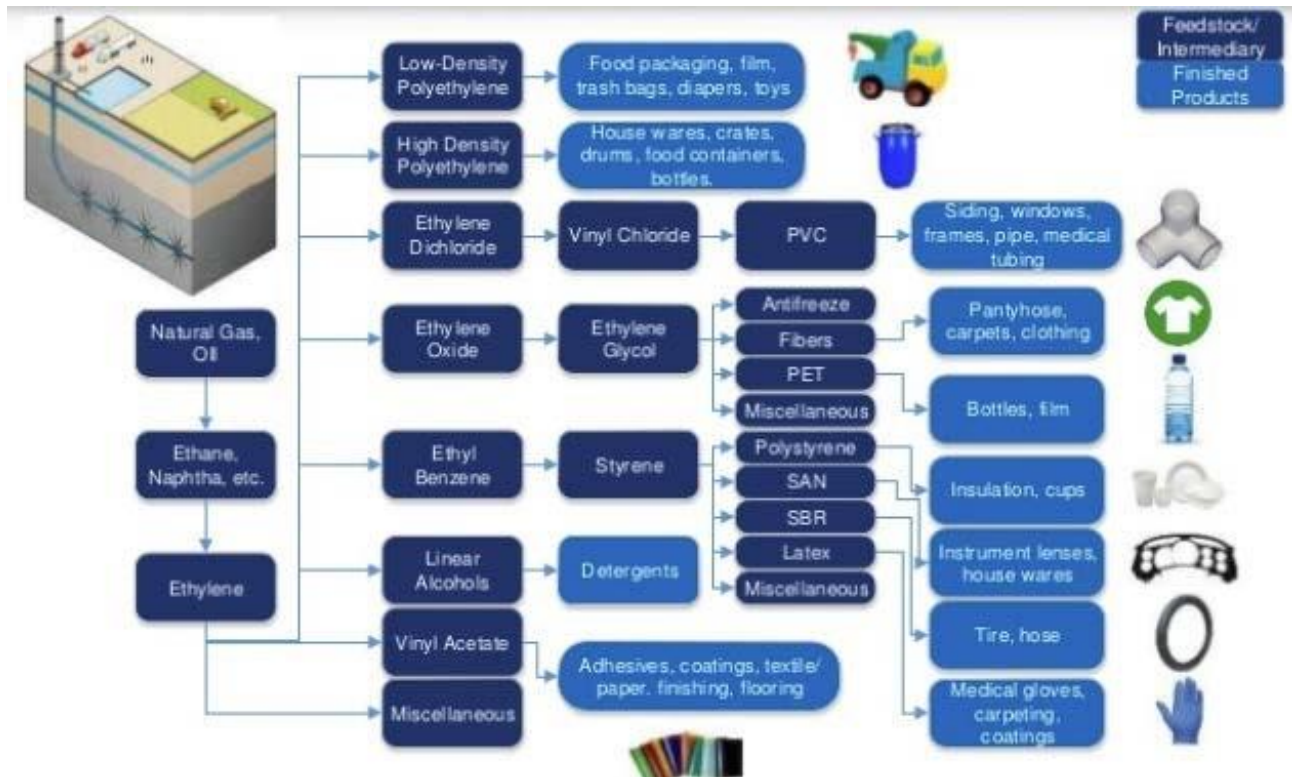 Feedstock/
Intermediary
Finished
Products
Low-Density
Polyethylene
Food packaging, film,
trash bags, diapers, toys
High Density
Polyethylene
House wares, crates,
drums, food containers,
bottles.
Ethylene
Dichloride
Vinyl Chloride
PVC
Siding, windows,
frames, pipe, medical
tubing
Natural Gas,
Oil
Ethylene
Oxide
Ethylene
Glycol
Antifreeze
Fibers
PET
Miscellaneous
Pantyhose,
carpets, clothing
Bottles, film
Ethane,
Naphtha, etc.
Ethyl
Benzene
Styrene
Polystyrene
SAN
SBR
Latex
Miscellaneous
Insulation, cups
Instrument lenses,
house wares
Tire, hose
Medical gloves,
carpeting,
coatings
Ethylene
Linear
Alcohols
Detergents
Vinyl Acetate
Adhesives, coatings, textile/
paper. finishing, flooring
Miscellaneous